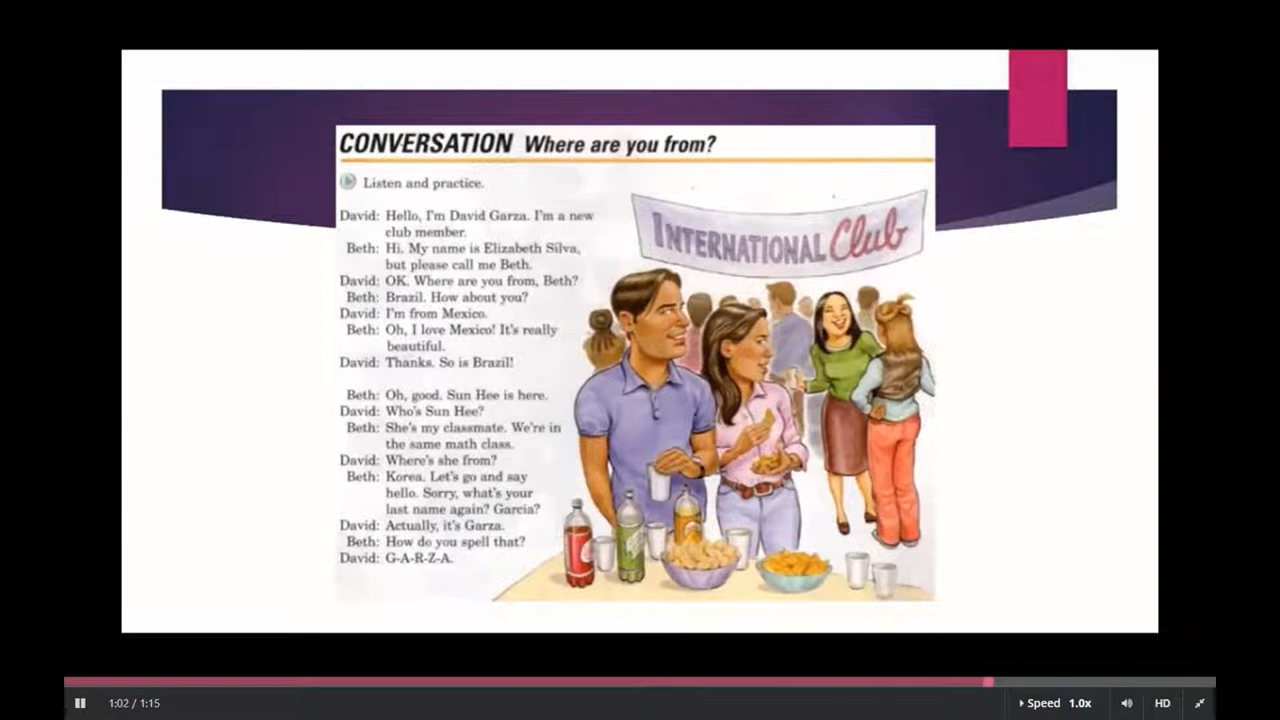 CONVERSATION Where are you from?
Listen and practice.
INTERNATIONAL Club
David: Hello, I'm David Garza. I'm a new
club member.
Beth: Hi. My name is Elizabeth Silva,
but please call me Beth.
David: OK. Where are you from, Beth?
Beth: Brazil. How about you?
David: I'm from Mexico.
Beth: Oh, I love Mexico! It's really
beautiful.
David: Thanks. So is Brazil!
Beth: Oh, good. Sun Hee is here.
David: Who's Sun Hee?
Beth: She's my classmate. We're in
the same math class.
David: Where's she from?
Beth: Korea. Let's go and say
hello. Sorry, what's your
last name again? Garcia?
David: Actually, it's Garza.
Beth: How do you spell that?
David: G-A-R-Z-A.
1:02 / 1:15
Speed 1.0x
HD